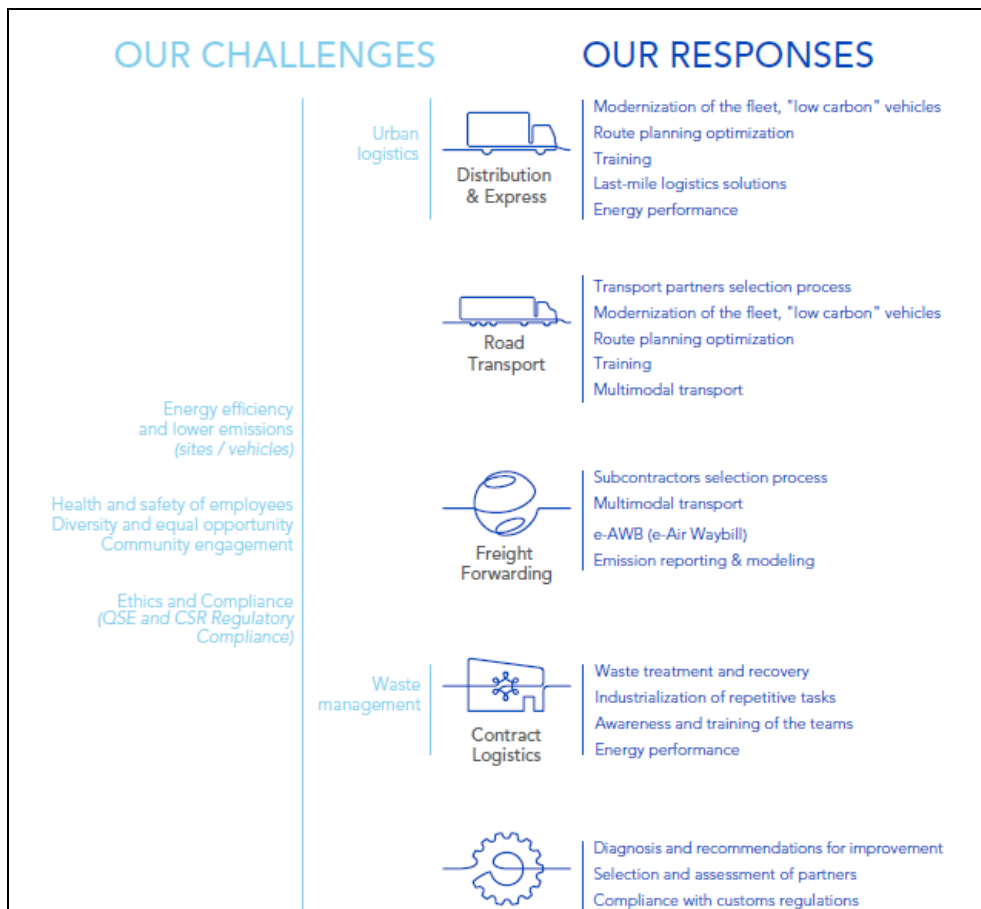 OUR CHALLENGES
OUR RESPONSES
Urban
logistics
Distribution
& Express
Modernization of the fleet, "low carbon" vehicles
Route planning optimization
Training
Last-mile logistics solutions
Energy performance
Road
Transport
Transport partners selection process
Modernization of the fleet, "low carbon" vehicles
Route planning optimization
Training
Multimodal transport
Energy efficiency
and lower emissions
(sites / vehicles)
Health and safety of employees
Diversity and equal opportunity
Community engagement
Ethics and Compliance
(QSE and CSR Regulatory
Compliance)
Freight
Forwarding
Subcontractors selection process
Multimodal transport
e-AWB (e-Air Waybill)
Emission reporting & modeling
Waste
management
Contract
Logistics
Waste treatment and recovery
Industrialization of repetitive tasks
Awareness and training of the teams
Energy performance
Diagnosis and recommendations for improvement
Selection and assessment of partners
Compliance with customs regulations